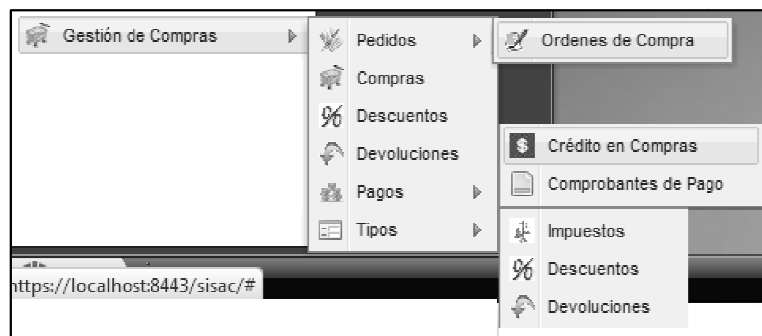 Gestión de Compras
Pedidos
Compras
Descuentos
Devoluciones
Pagos
Tipos
Ordenes de Compra
Crédito en Compras
Comprobantes de Pago
Impuestos
Descuentos
Devoluciones
https://localhost:8443/sisac/#